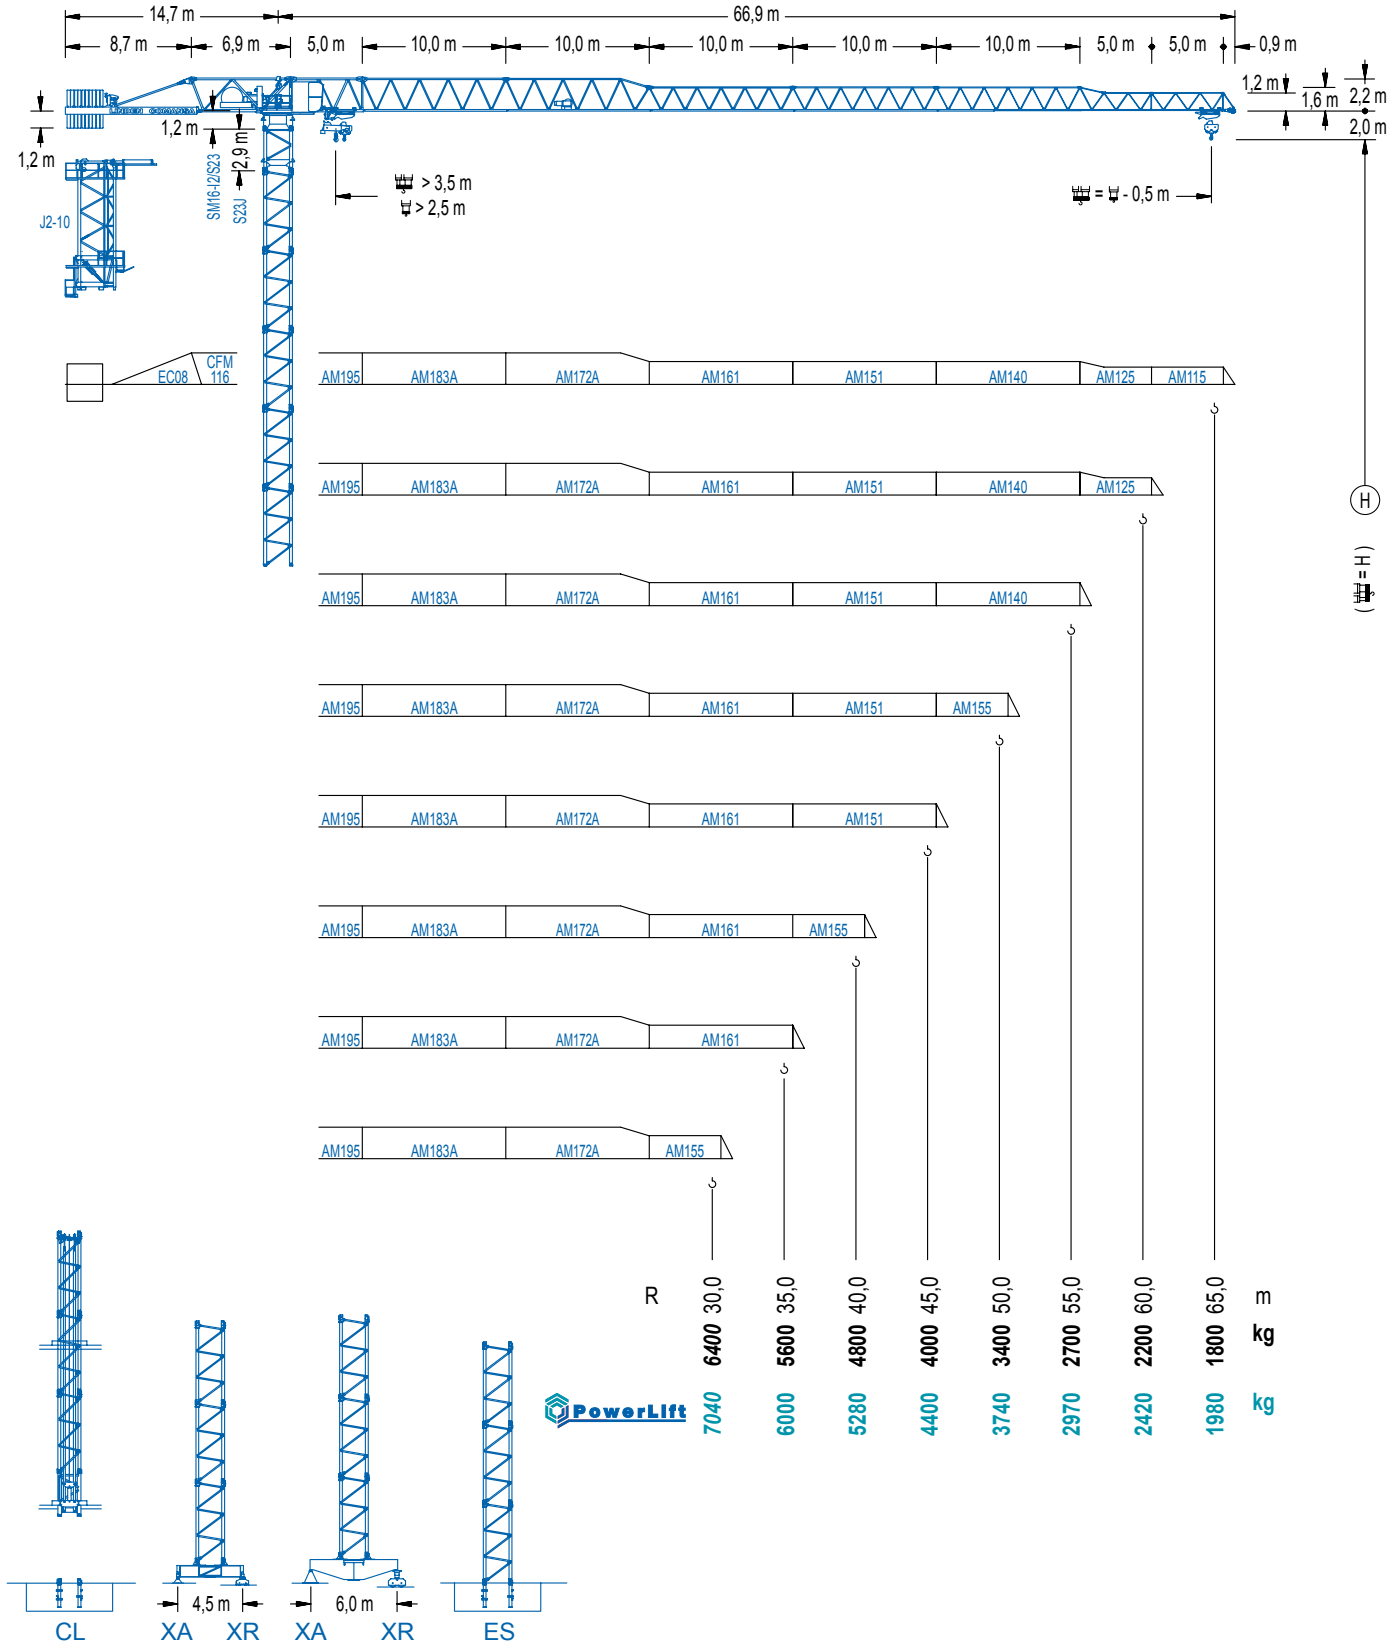 14,7 m 66,9 m
8,7 m 6,9 m 5,0 m 10,0 m 10,0 m 10,0 m 10,0 m 10,0 m 5,0 m 5,0 m 0,9 m
LINDEN COMANSA
1,2 m 1,6 m 2,2 m
1,2 m 2,0 m
1,2 m 2,9 m
SM16-I2/S23
S23J
J2-10
> 3,5 m
> 2,5 m
= - 0,5 m
EC08 CFM 116
AM195 AM183A AM172A AM161 AM151 AM140 AM125 AM115
AM195 AM183A AM172A AM161 AM151 AM140 AM125
H
( = H )
AM195 AM183A AM172A AM161 AM151 AM140
AM195 AM183A AM172A AM161 AM151 AM155
AM195 AM183A AM172A AM161 AM151
AM195 AM183A AM172A AM161 AM155
AM195 AM183A AM172A AM161
AM195 AM183A AM172A AM155
R 30,0 35,0 40,0 45,0 50,0 55,0 60,0 65,0 m
6400 5600 4800 4000 3400 2700 2200 1800 kg
PowerLift 7040 6000 5280 4400 3740 2970 2420 1980 kg
4,5 m 6,0 m
CL XA XR XA XR ES